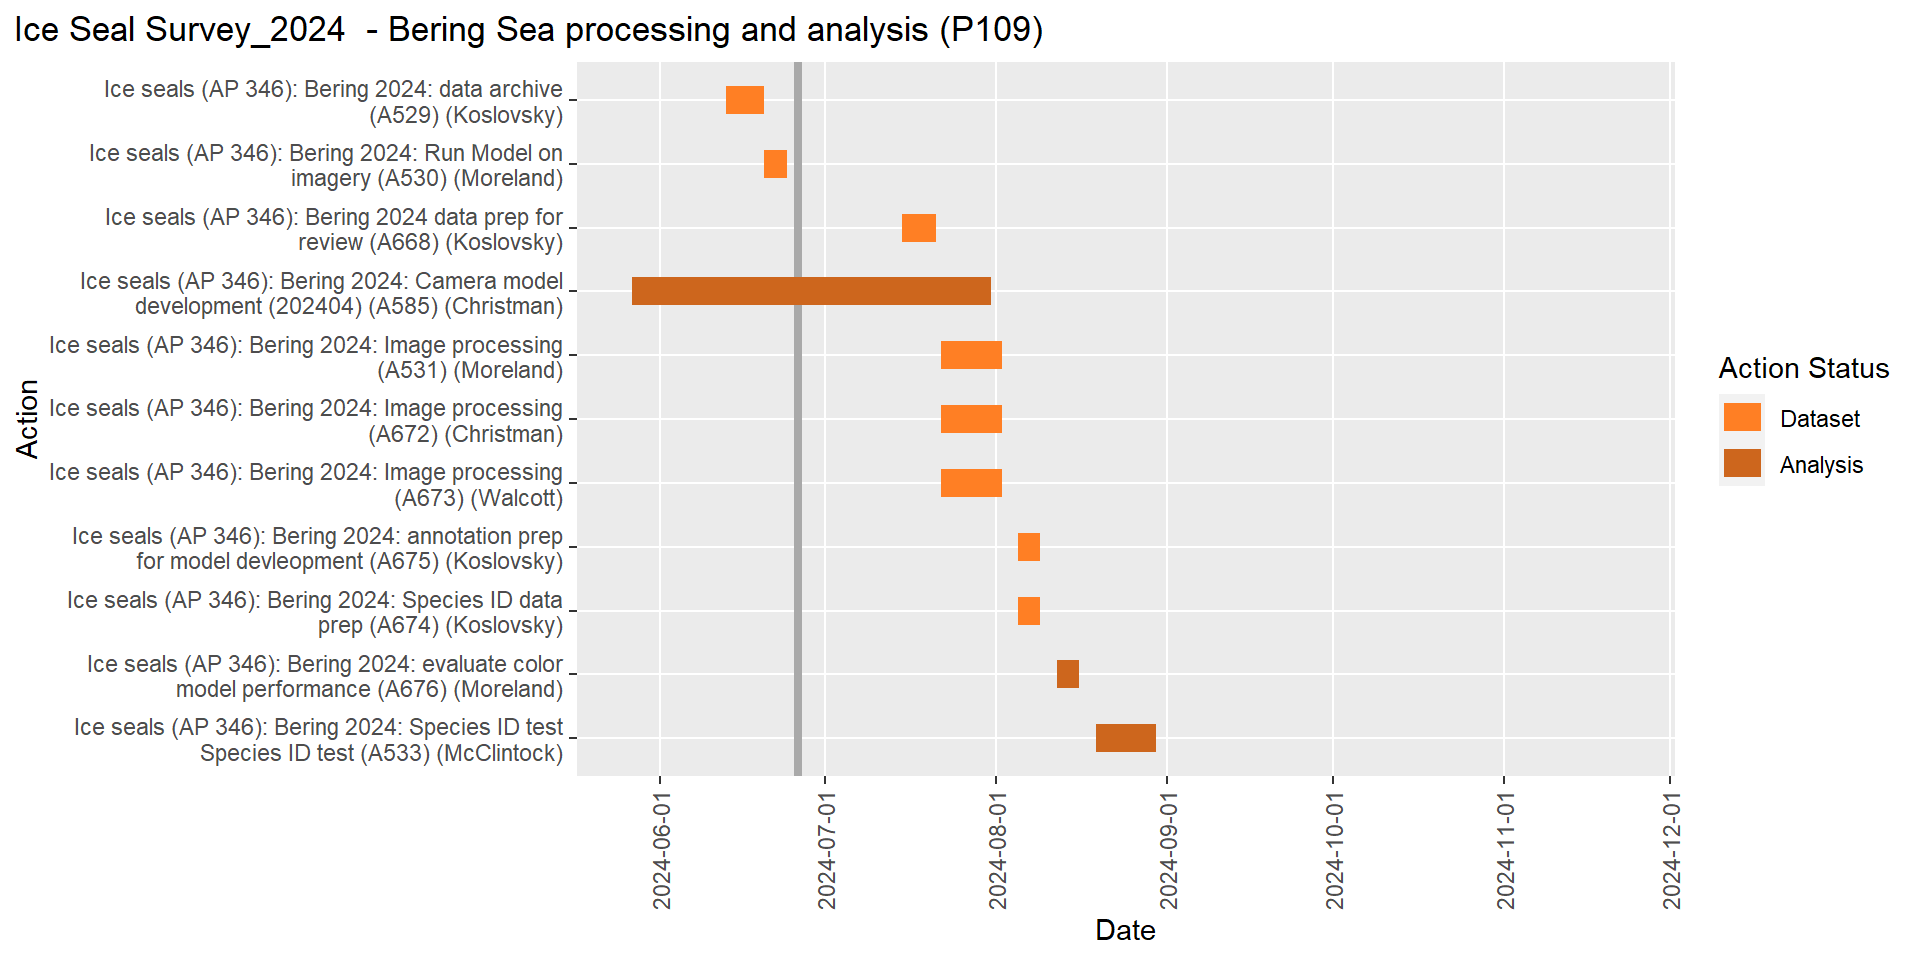 Ice Seal Survey_2024  - Bering Sea processing and analysis (P109)
Ice seals (AP 346): Bering 2024: data archive
(A529) (Koslovsky)
Ice seals (AP 346): Bering 2024: Run Model on
imagery (A530) (Moreland)
Ice seals (AP 346): Bering 2024 data prep for
review (A668) (Koslovsky)
Ice seals (AP 346): Bering 2024: Camera model
development (202404) (A585) (Christman)
Ice seals (AP 346): Bering 2024: Image processing
(A531) (Moreland)
Ice seals (AP 346): Bering 2024: Image processing
(A672) (Christman)
Ice seals (AP 346): Bering 2024: Image processing
(A673) (Walcott)
Ice seals (AP 346): Bering 2024: annotation prep
for model devleopment (A675) (Koslovsky)
Ice seals (AP 346): Bering 2024: Species ID data
prep (A674) (Koslovsky)
Ice seals (AP 346): Bering 2024: evaluate color
model performance (A676) (Moreland)
Ice seals (AP 346): Bering 2024: Species ID test
Species ID test (A533) (McClintock)
Action
2024-06-01
2024-07-01
2024-08-01
2024-09-01
2024-10-01
2024-11-01
2024-12-01
Date
Action Status
Dataset
Analysis